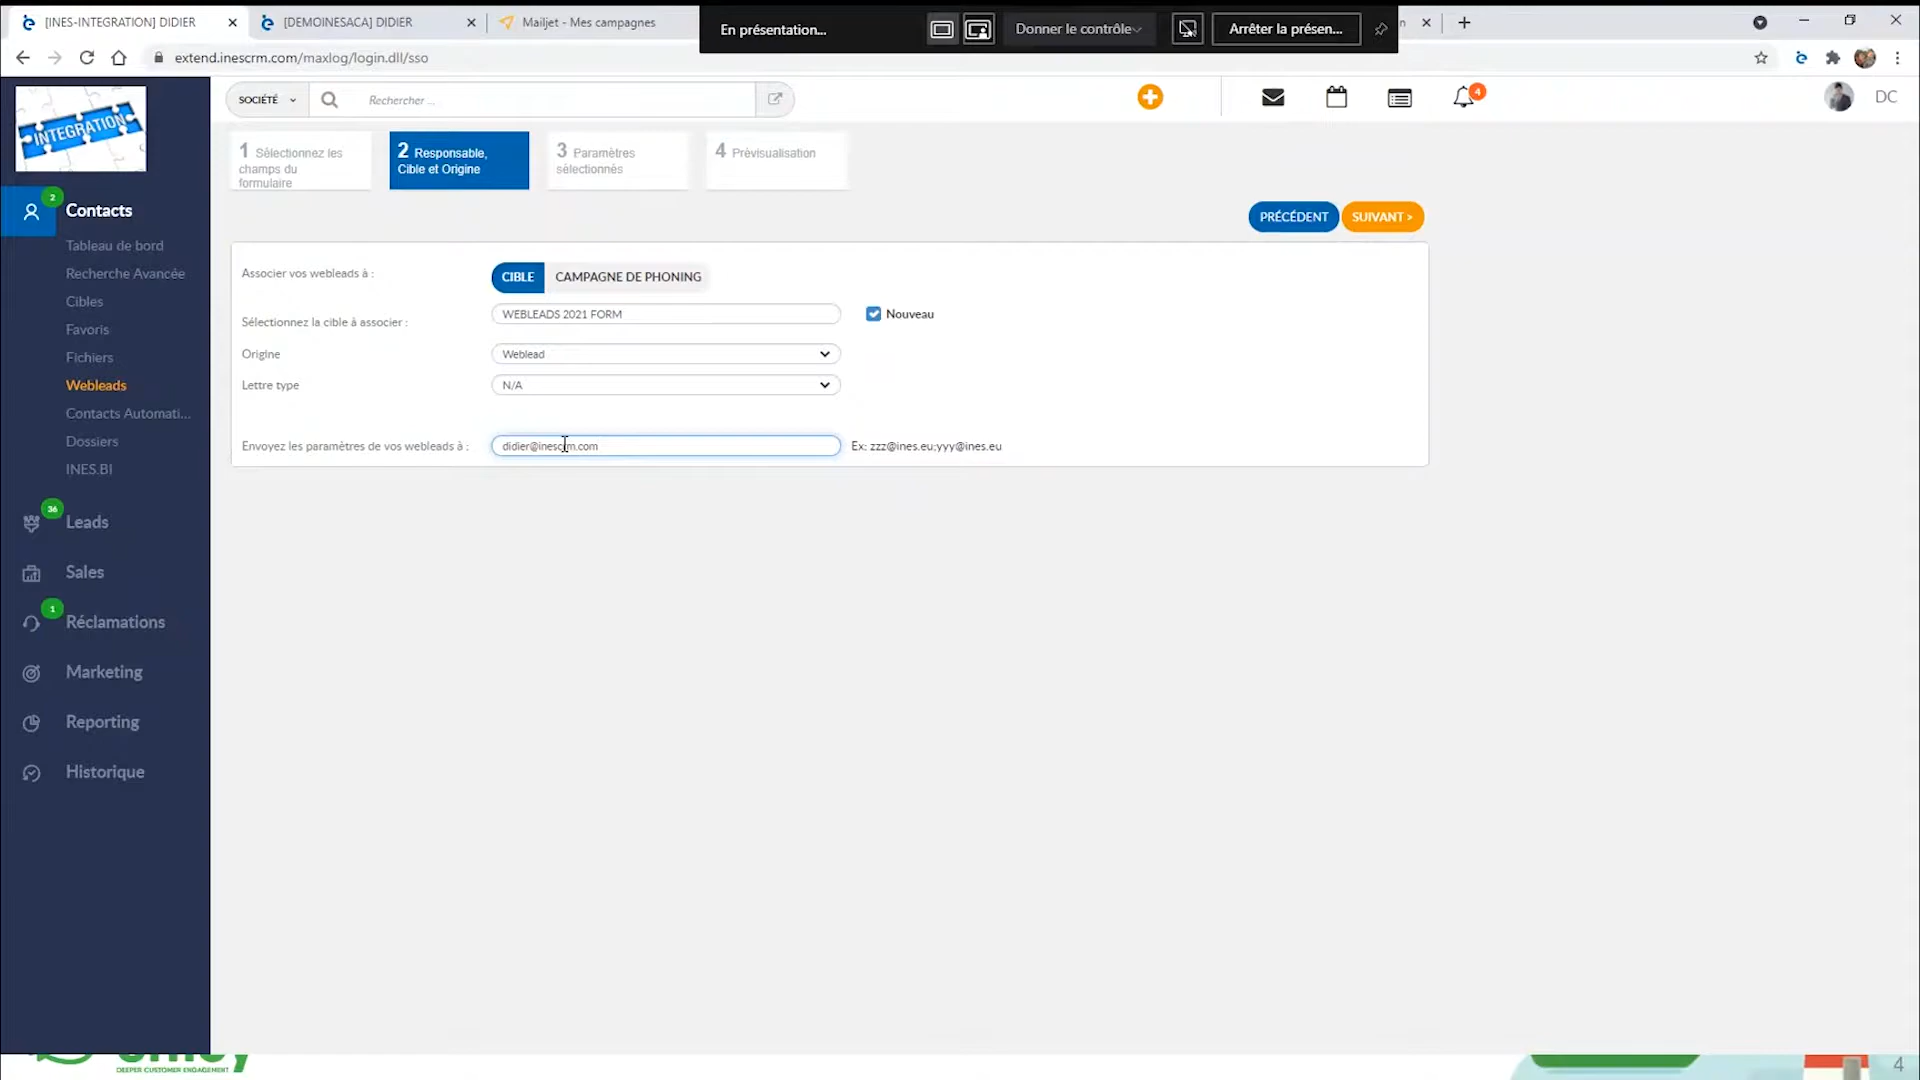 [INES-INTEGRATION] DIDIER
[DEMOINESACA] DIDIER
Mailjet - Mes campagnes
En présentation...
Donner le contrôle
Arrêter la présen...
n
extend.inescrm.com/maxlog/login.dll/sso
INTEGRATION
SOCIÉTÉ
Rechercher ...
4
DC
1 Sélectionnez les
champs du
formulaire
2 Responsable,
Cible et Origine
3 Paramètres
sélectionnés
4 Prévisualisation
PRÉCÉDENT
SUIVANT >
2
Contacts
Tableau de bord
Recherche Avancée
Cibles
Favoris
Fichiers
Webleads
Contacts Automati...
Dossiers
INES.BI
36
Leads
Sales
1
Réclamations
Marketing
Reporting
Historique
Associer vos webleads à :
CIBLE
CAMPAGNE DE PHONING
Sélectionnez la cible à associer :
WEBLEADS 2021 FORM
Nouveau
Origine
Weblead
Lettre type
N/A
Envoyez les paramètres de vos webleads à :
didier@inescrm.com
Ex: zzz@ines.eu;yyy@ines.eu
DEEPER CUSTOMER ENGAGEMENT
4